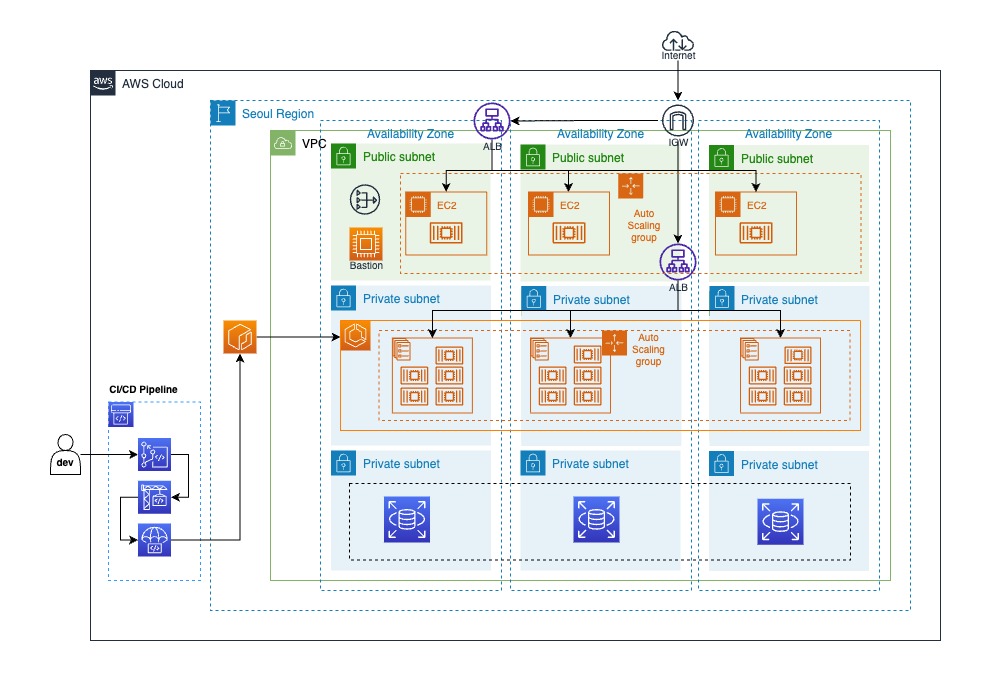 Internet
aws
AWS Cloud
Seoul Region
Availability Zone
Availability Zone
Availability Zone
ALB
IGW
VPC
Public subnet
Public subnet
Public subnet
EC2
EC2
EC2
Auto
Scaling
group
Bastion
ALB
Private subnet
Private subnet
Private subnet
Auto
Scaling
group
CI/CD Pipeline
dev
Private subnet
Private subnet
Private subnet